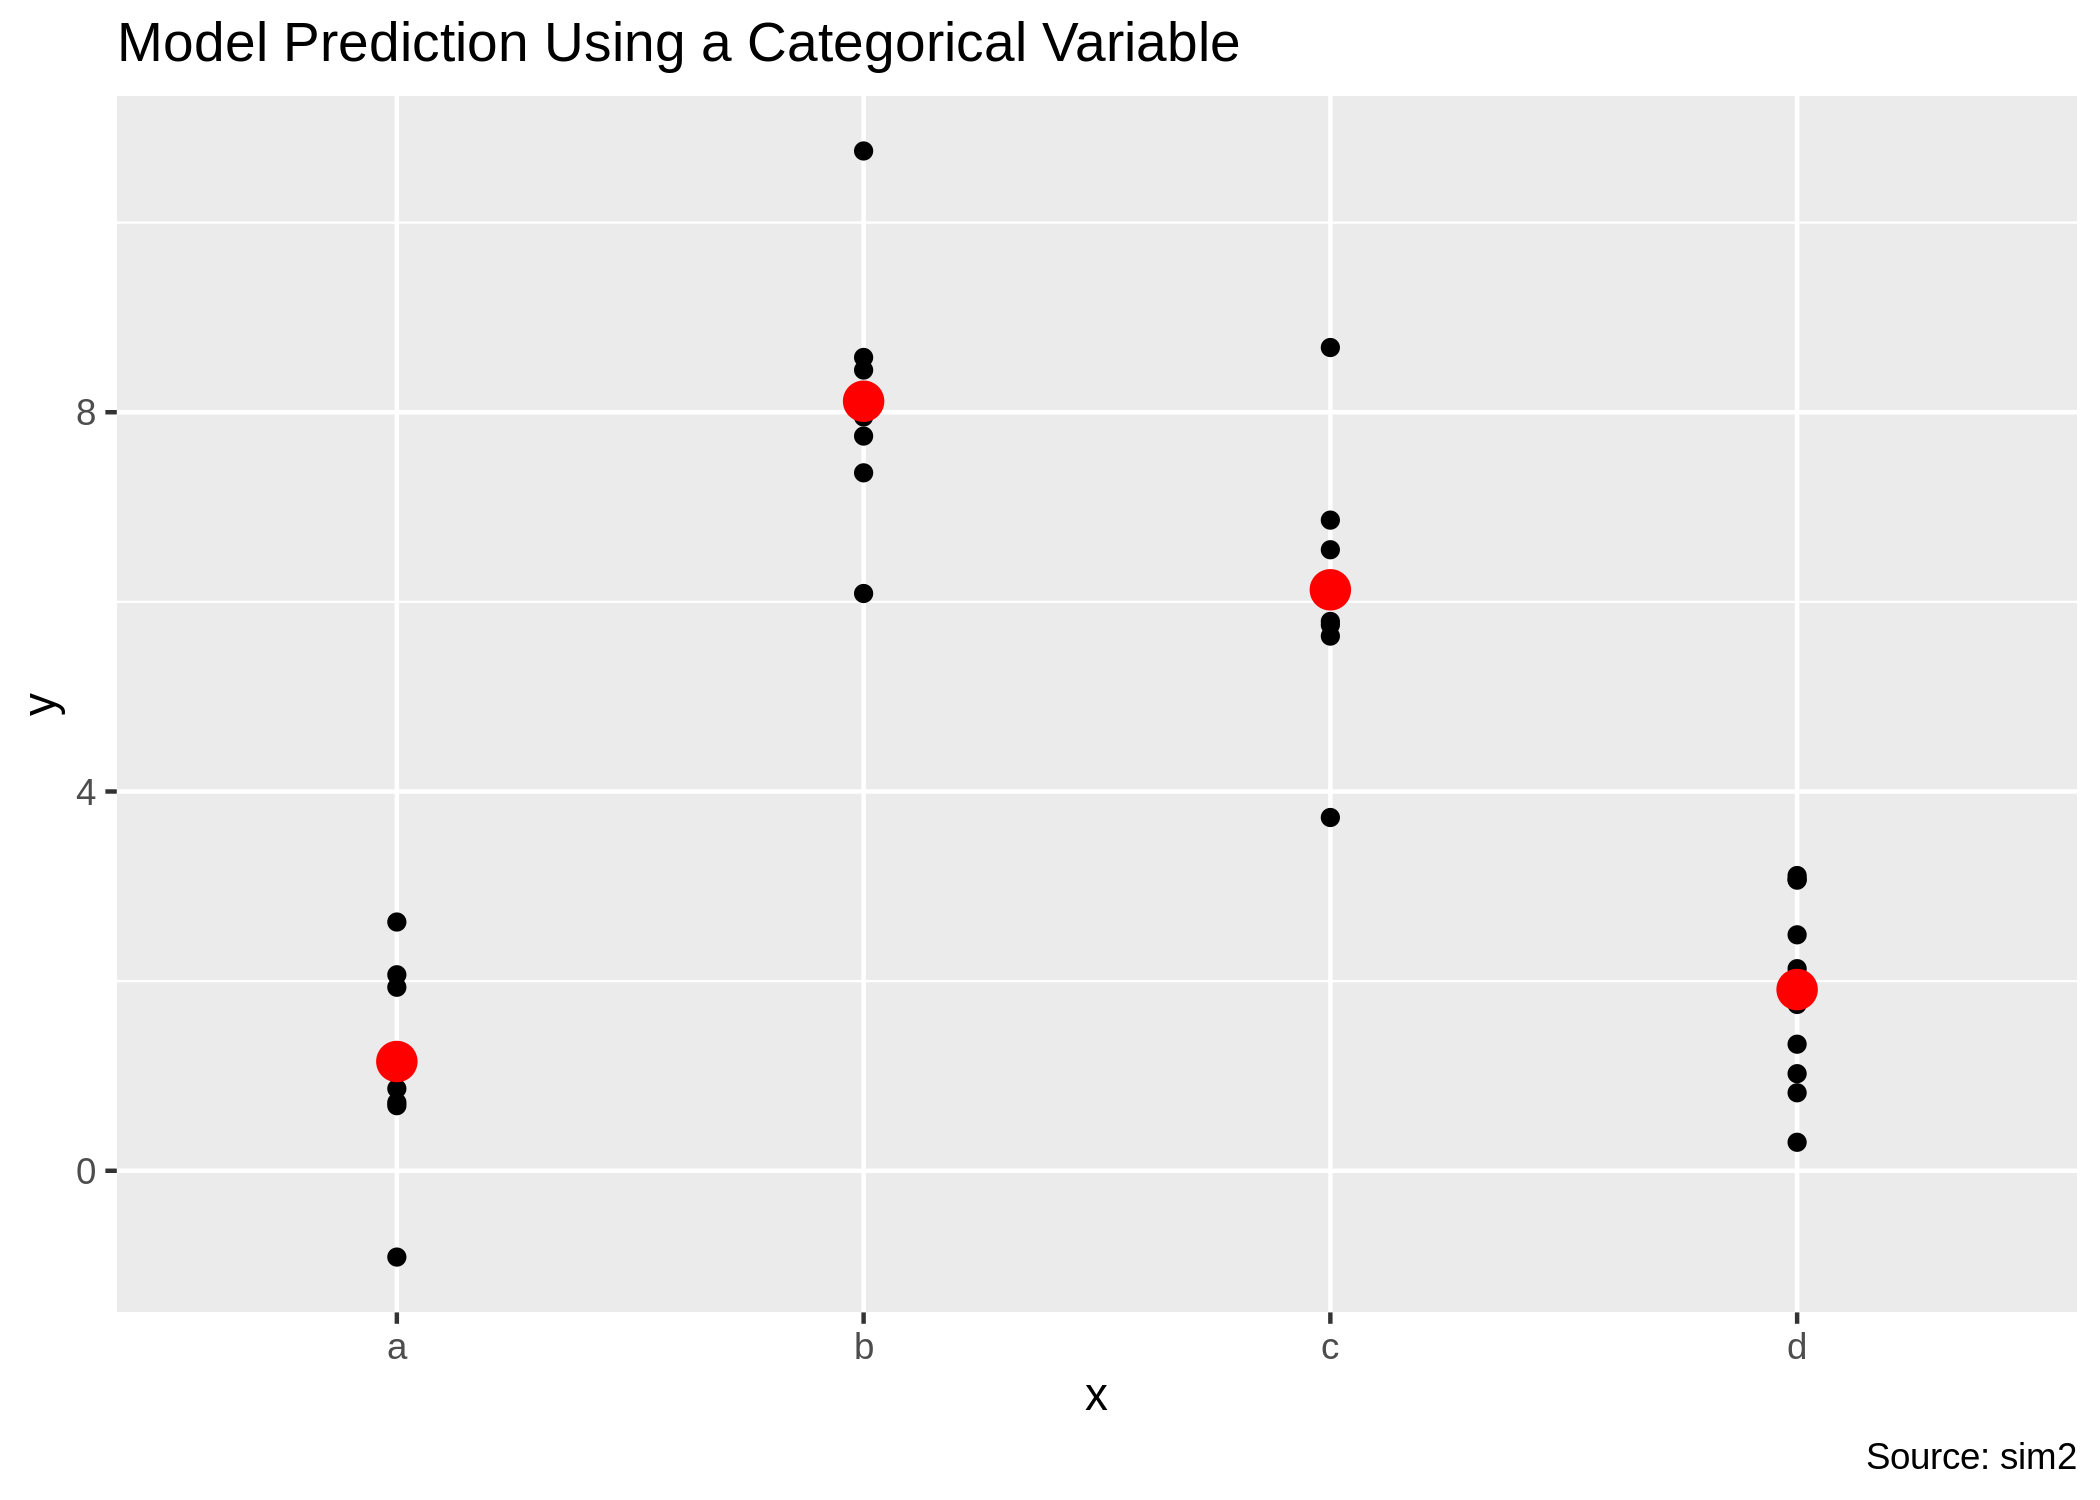 Model Prediction Using a Categorical Variable
8
4
0
y
a b c d
x
Source: sim2